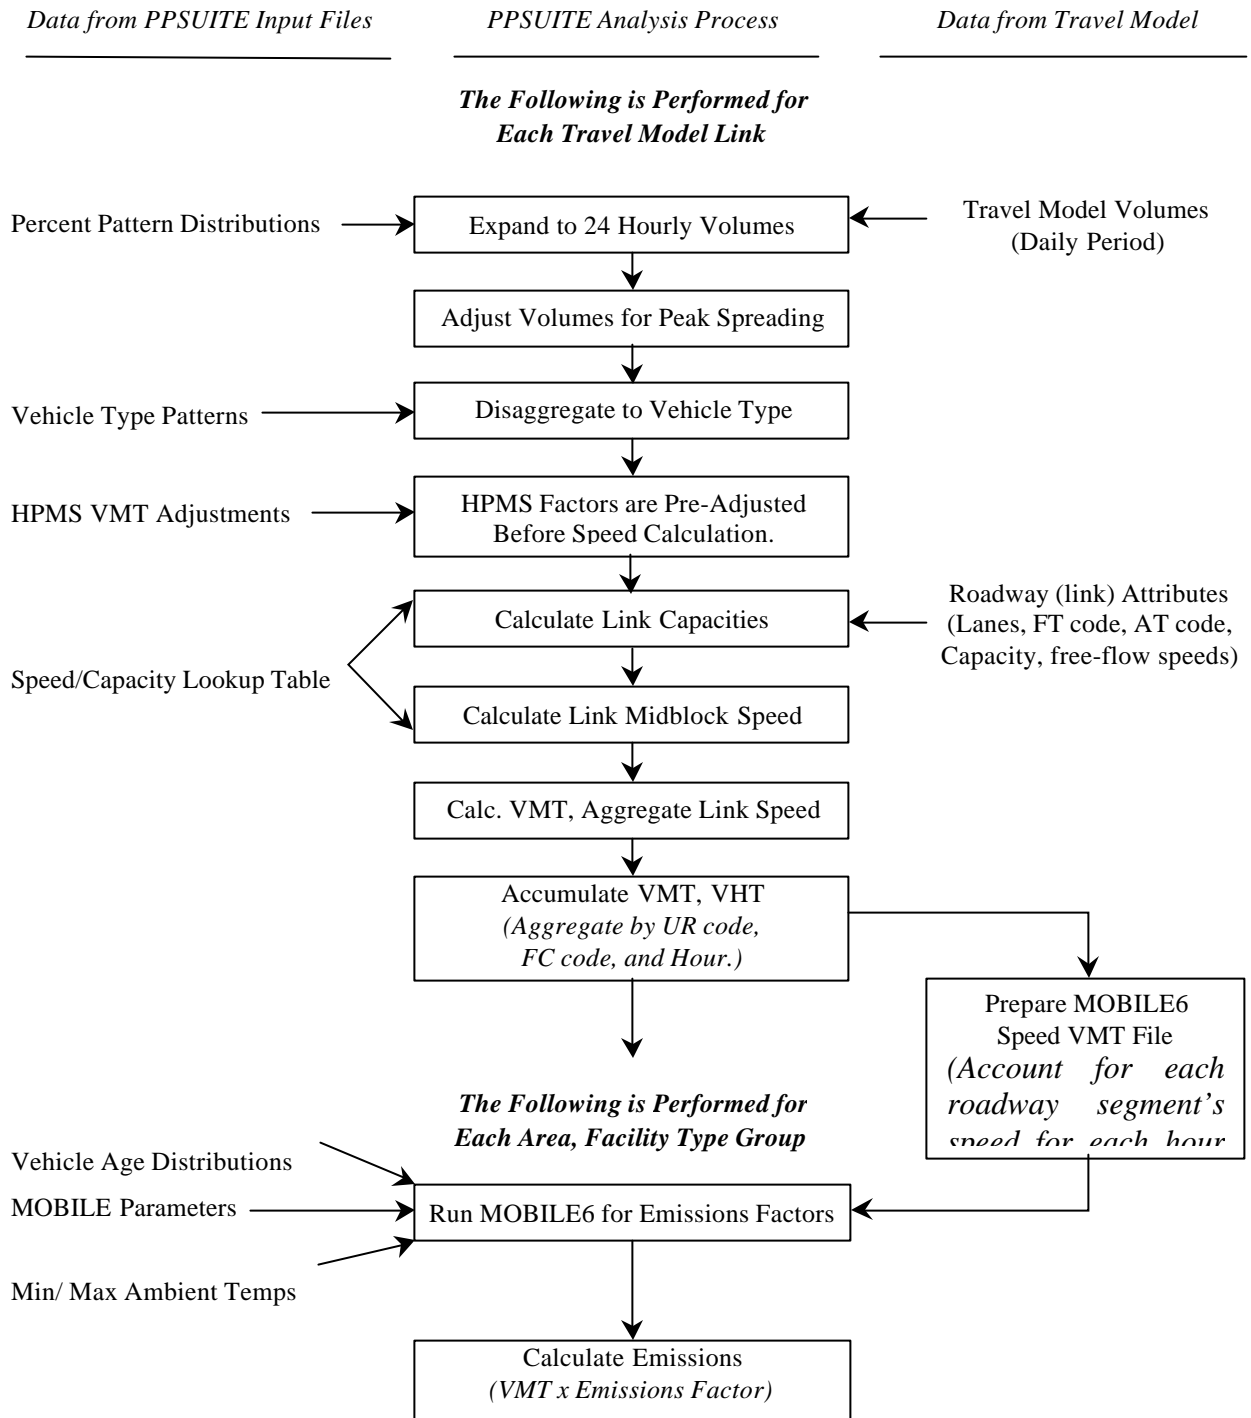 Data from PPSUITE Input Files
PPSUITE Analysis Process
Data from Travel Model
The Following is Performed for
Each Travel Model Link
Percent Pattern Distributions
Expand to 24 Hourly Volumes
Travel Model Volumes
(Daily Period)
Adjust Volumes for Peak Spreading
Vehicle Type Patterns
Disaggregate to Vehicle Type
HPMS VMT Adjustments
HPMS Factors are Pre-Adjusted
Before Speed Calculation.
Calculate Link Capacities
Roadway (link) Attributes
(Lanes, FT code, AT code,
Capacity, free-flow speeds)
Speed/Capacity Lookup Table
Calculate Link Midblock Speed
Calc. VMT, Aggregate Link Speed
Accumulate VMT, VHT
(Aggregate by UR code,
FC code, and Hour.)
Prepare MOBILE6
Speed VMT File
(Account for each
roadway segment's
speed for each hour
The Following is Performed for
Each Area, Facility Type Group
Vehicle Age Distributions
MOBILE Parameters
Run MOBILE6 for Emissions Factors
Min/ Max Ambient Temps
Calculate Emissions
(VMT x Emissions Factor)